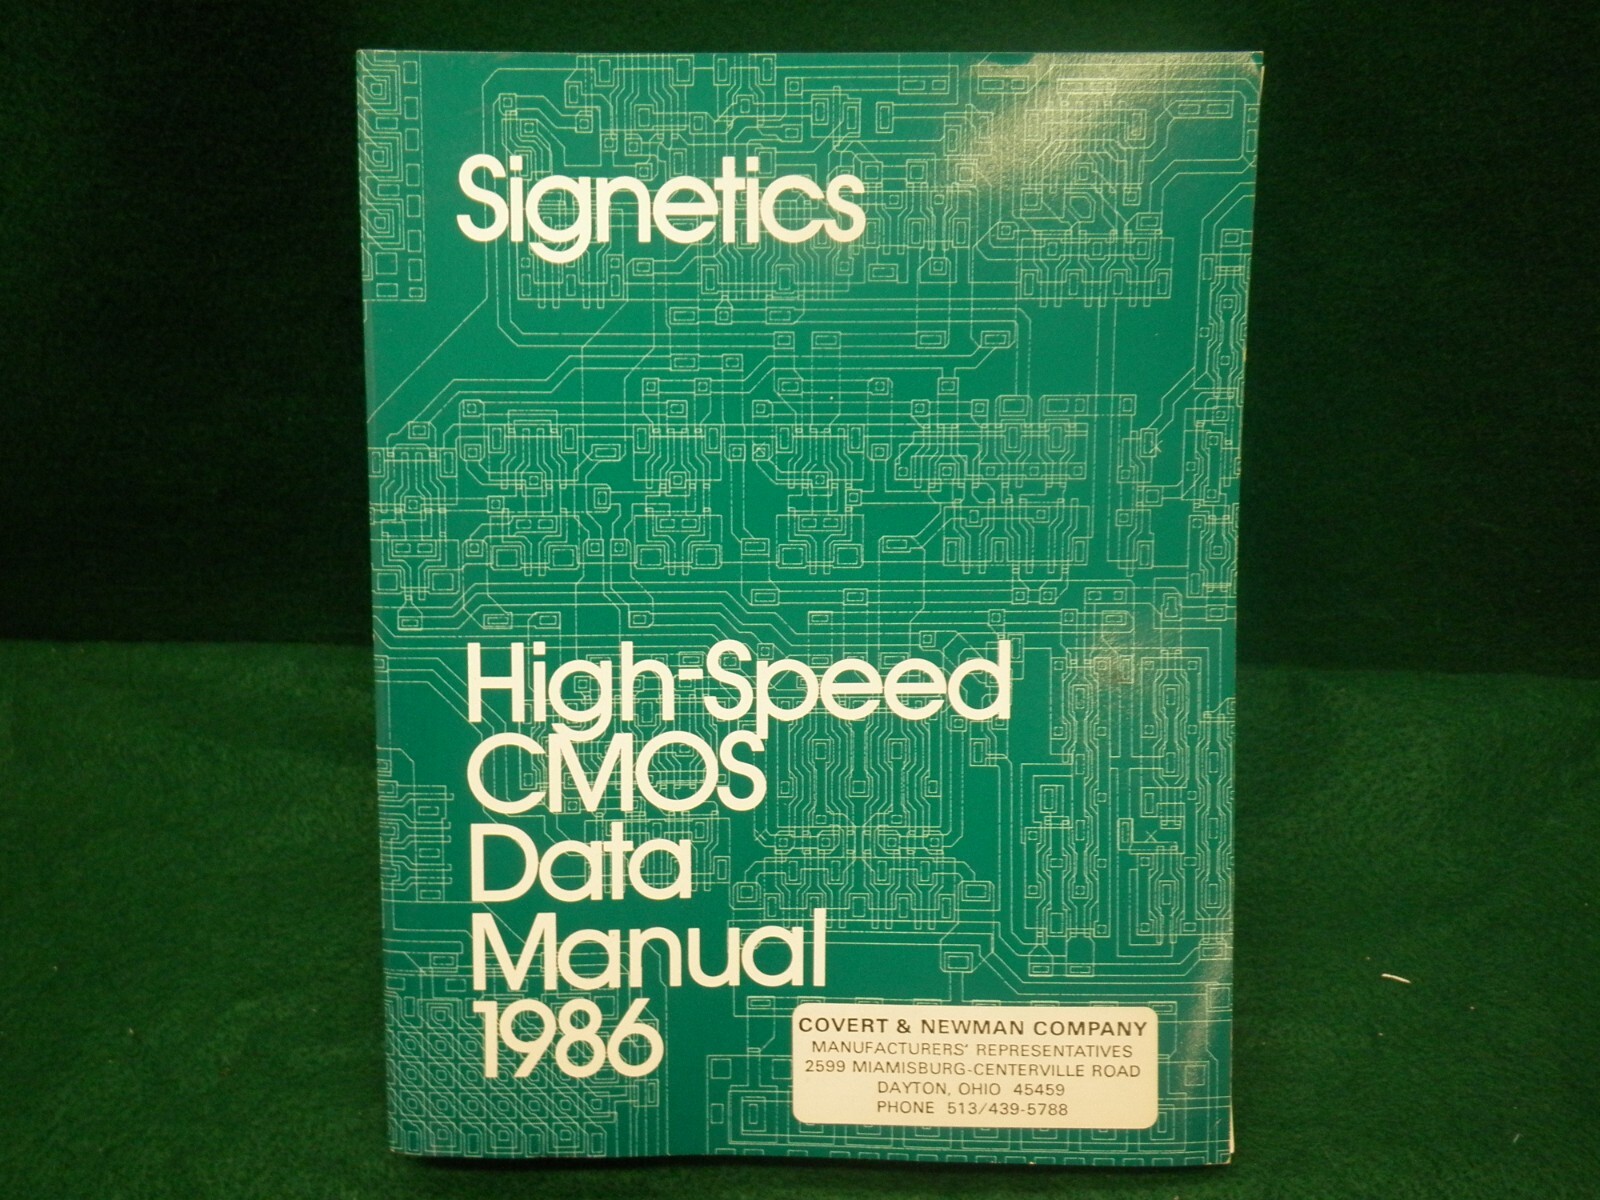 Signetics
High-Speed
CMOS
Data
Manual
1986
COVERT & NEWMAN COMPANY
MANUFACTURERS' REPRESENTATIVES
2599 MIAMISBURG-CENTERVILLE ROAD
DAYTON, OHIO 45459
PHONE 513/439-5788